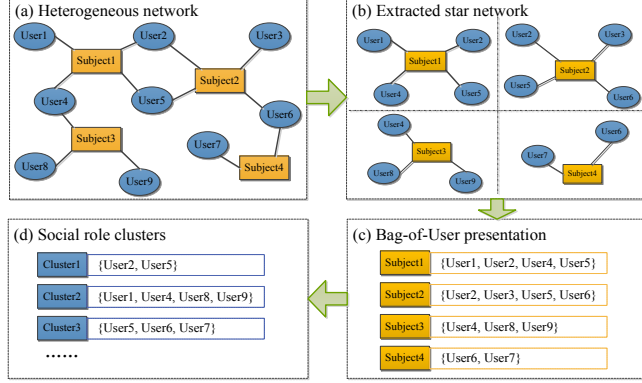 (a) Heterogeneous network
User1
User2
User3
Subject1
Subject2
User4
User5
User6
Subject3
User7
User8
User9
Subject4
(b) Extracted star network
User1
User2
Subject1
User4
User5
User2
User3
Subject2
User5
User6
User4
Subject3
User8
User9
User6
User7
Subject4
(d) Social role clusters
Cluster1 {User2, User5}
Cluster2 {User1, User4, User8, User9}
Cluster3 {User5, User6, User7}
……
(c) Bag-of-User presentation
Subject1 {User1, User2, User4, User5}
Subject2 {User2, User3, User5, User6}
Subject3 {User4, User8, User9}
Subject4 {User6, User7}